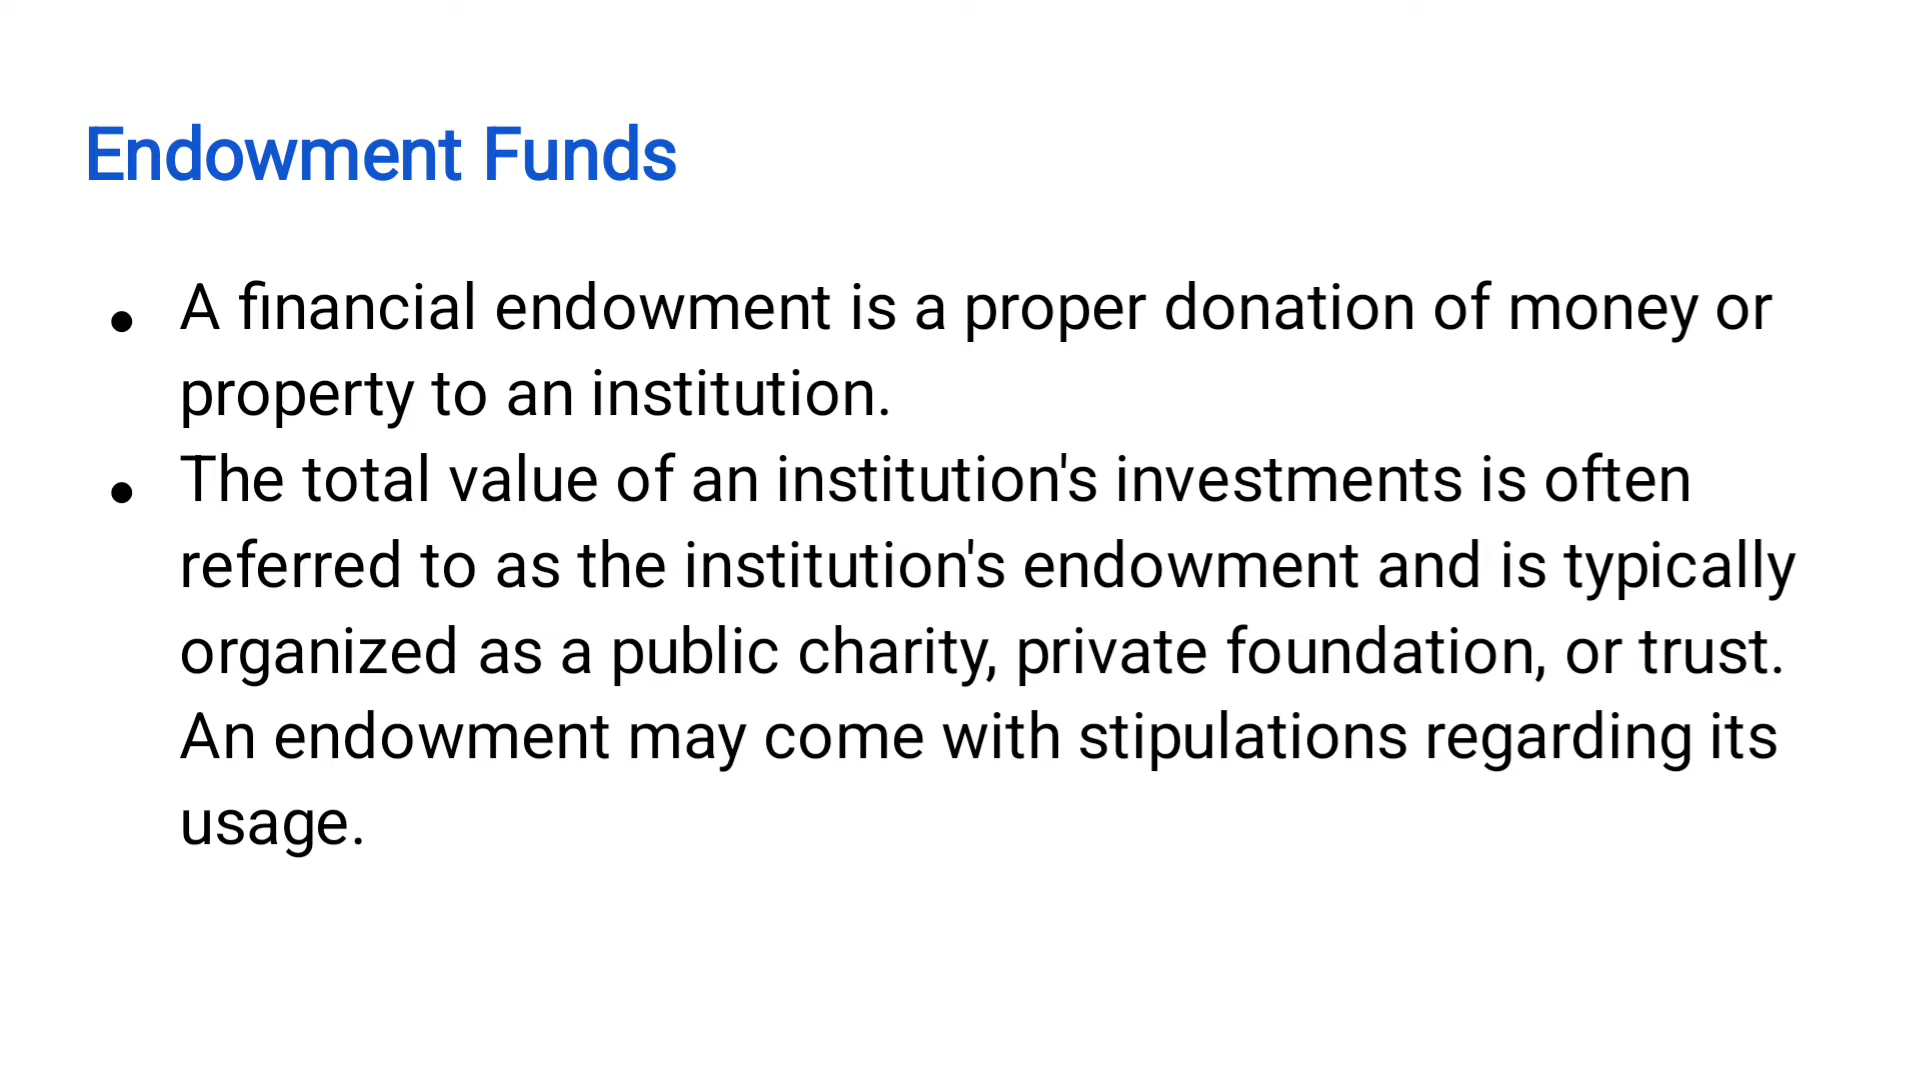 Endowment Funds
● A financial endowment is a proper donation of money or
property to an institution.
● The total value of an institution's investments is often
referred to as the institution's endowment and is typically
organized as a public charity, private foundation, or trust.
An endowment may come with stipulations regarding its
usage.